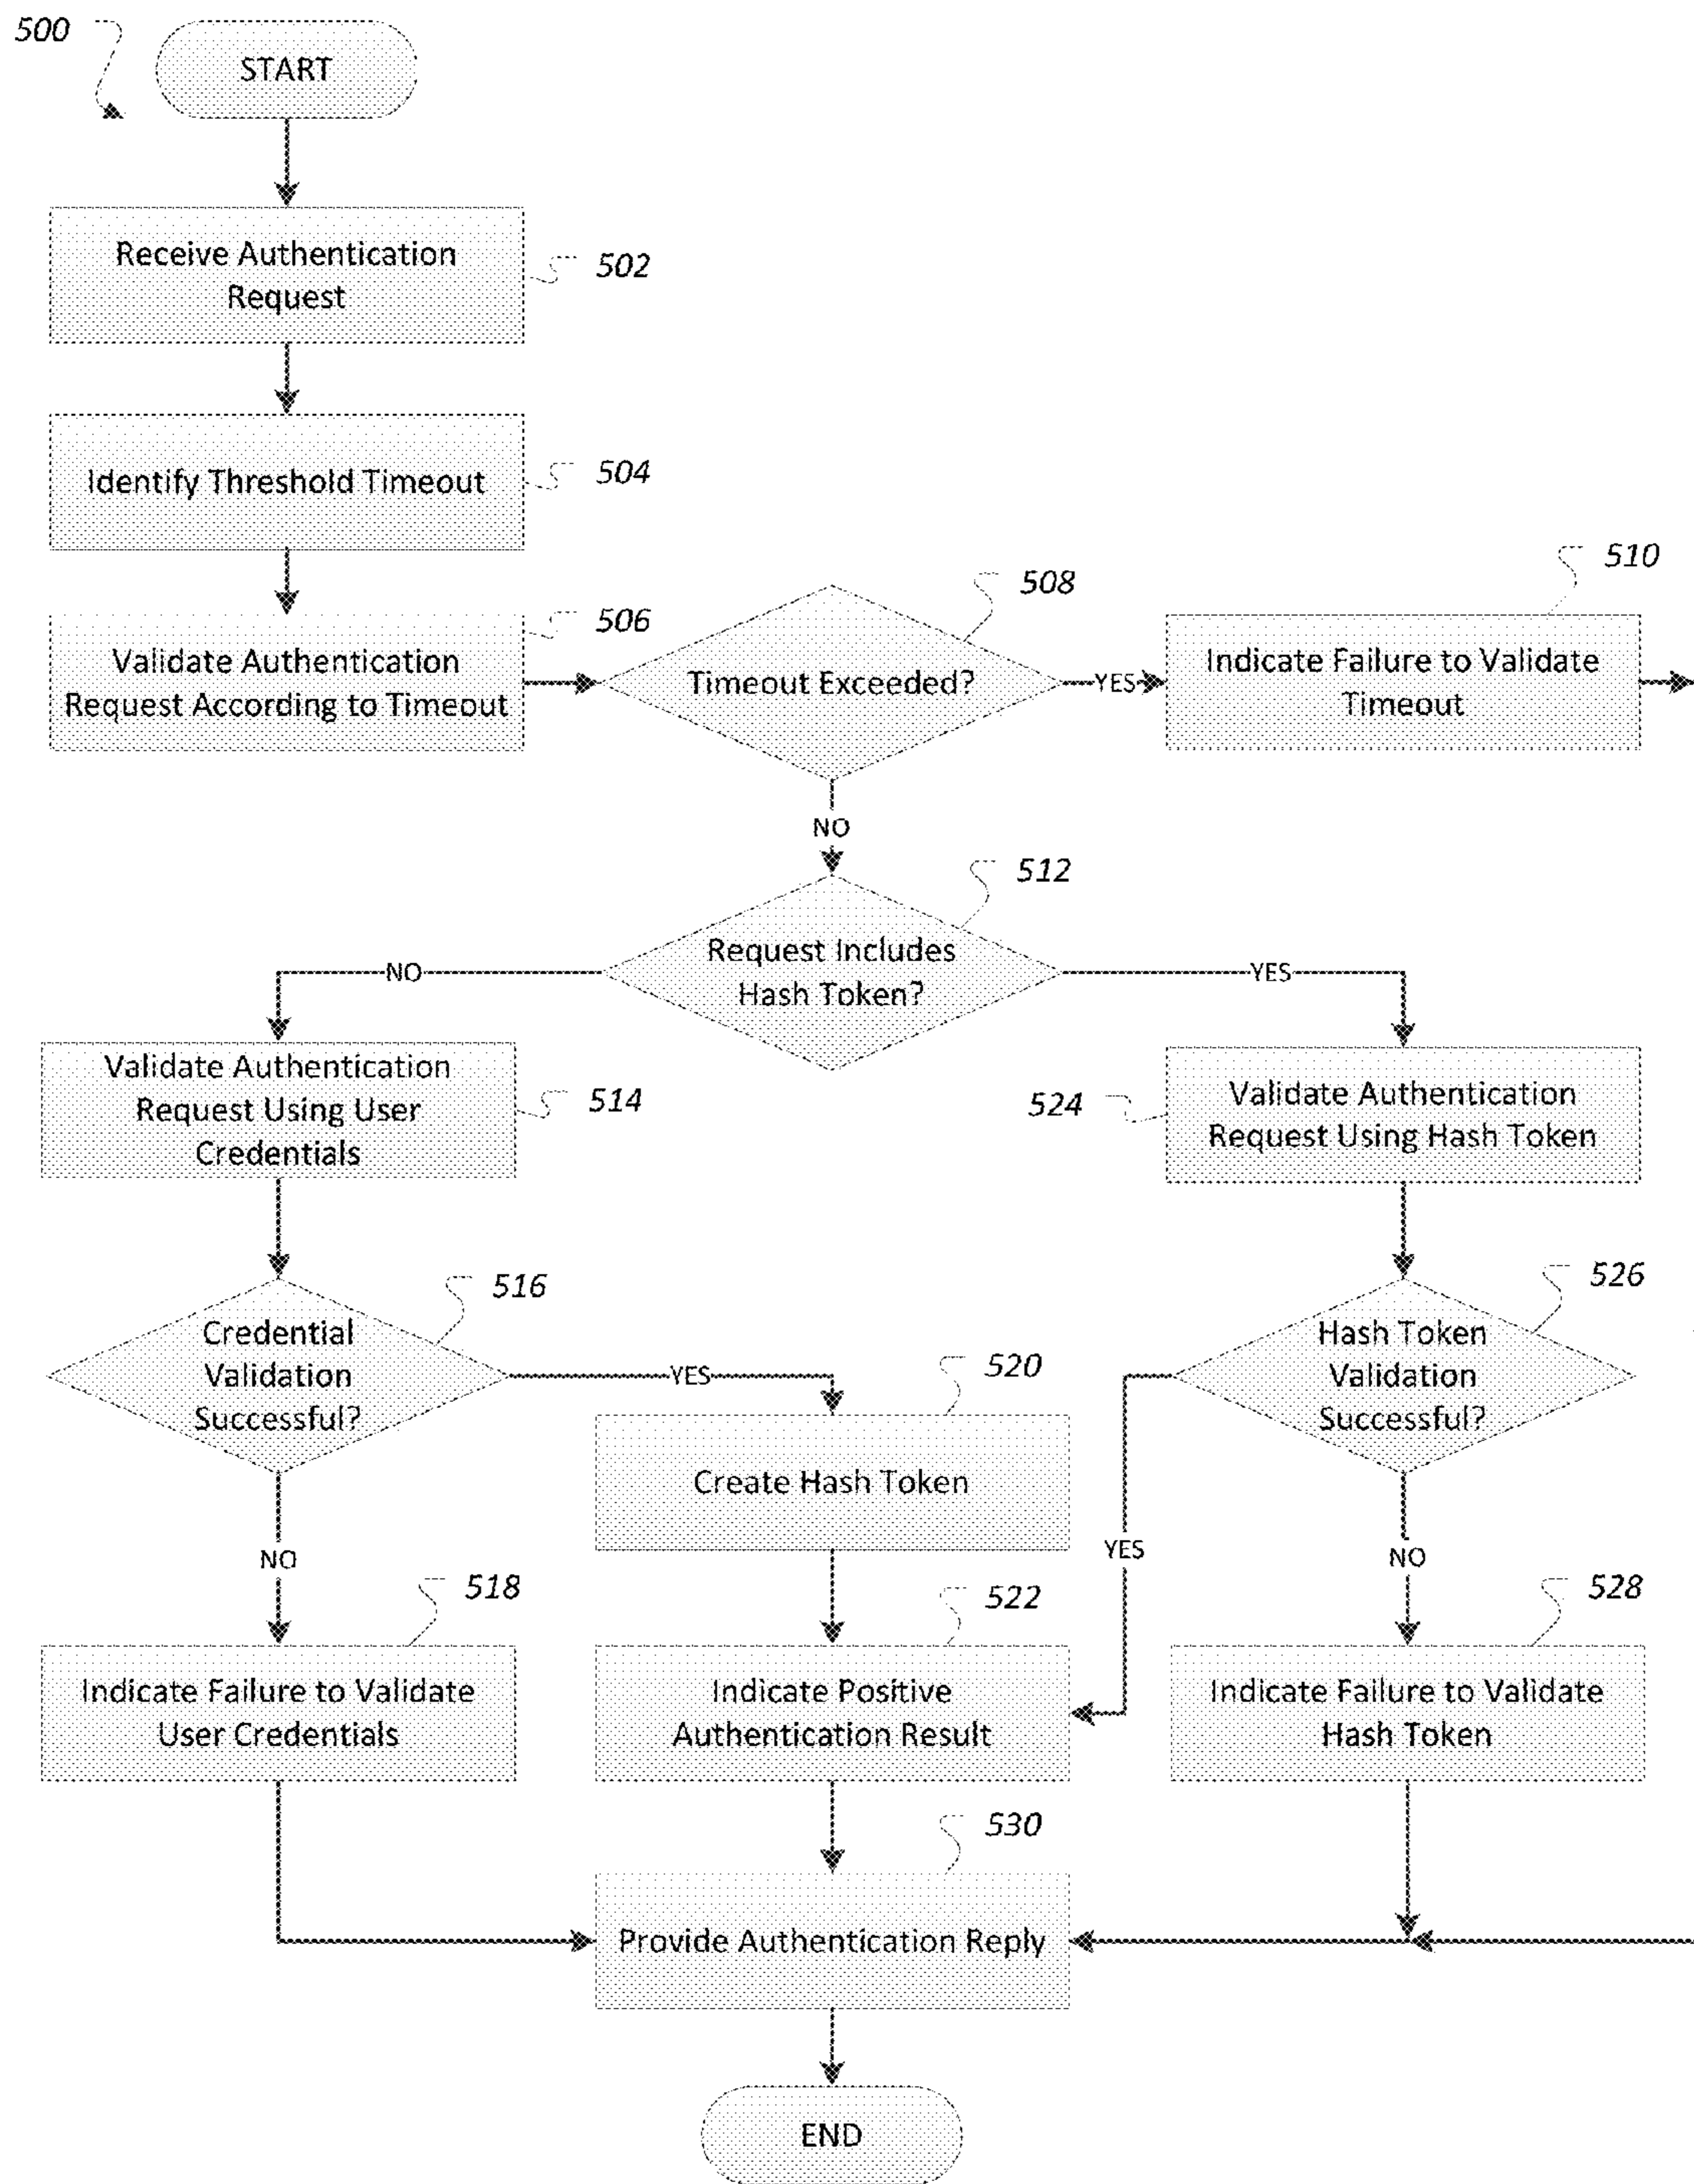 500
START
Receive Authentication
Request
502
Identify Threshold Timeout
504
Validate Authentication
Request According to Timeout
506
Timeout Exceeded?
508
YES
Indicate Failure to Validate
Timeout
510
NO
Request Includes
Hash Token?
512
NO
YES
Validate Authentication
Request Using User
Credentials
514
524
Validate Authentication
Request Using Hash Token
Credential
Validation
Successful?
516
YES
520
Create Hash Token
Hash Token
Validation
Successful?
526
NO
YES
NO
518
Indicate Failure to Validate
User Credentials
522
Indicate Positive
Authentication Result
528
Indicate Failure to Validate
Hash Token
530
Provide Authentication Reply
END